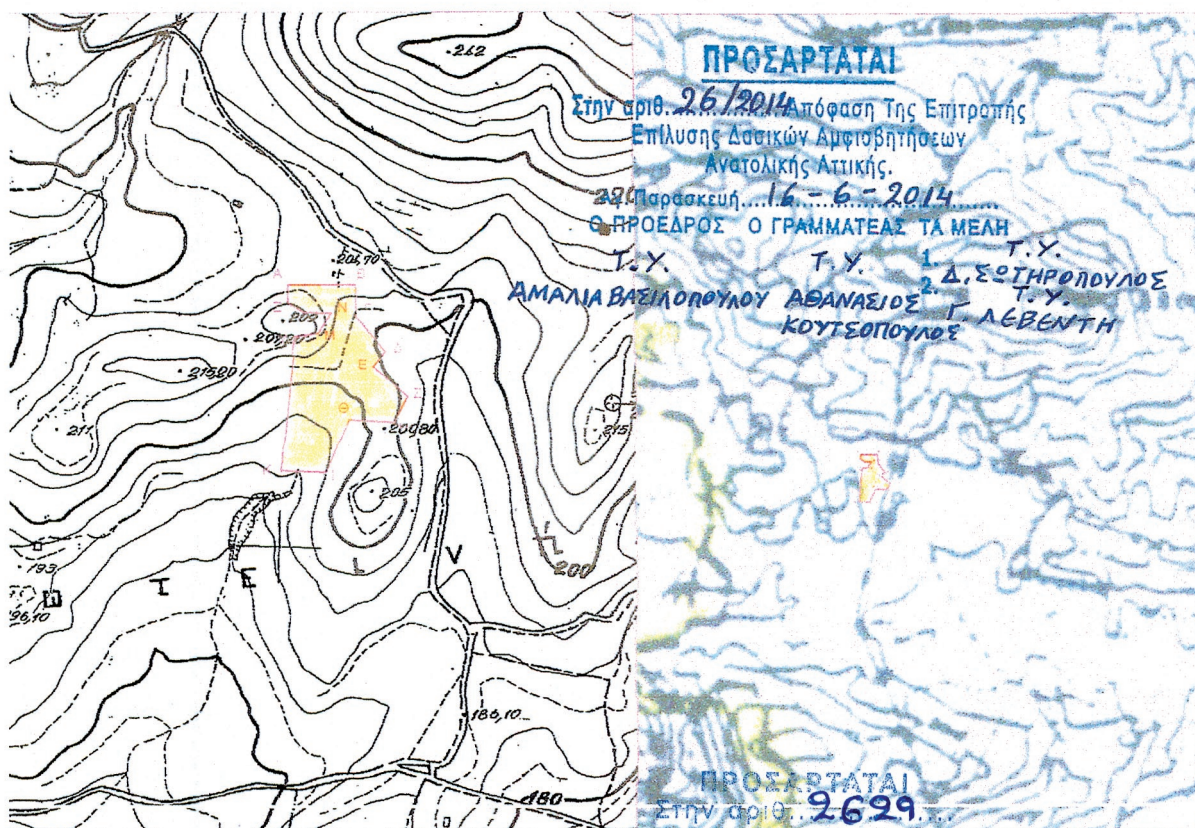 262
ΠΡΟΣΑΡΤΑΤΑΙ
Στην αριθ. 26/2014 Απόφαση Της Επιτροπής
Επίλυσης Δασικών Αμφισβητήσεων
Ανατολικής Αττικής.
Παρασκευή....16-6-2014.......
Ο ΠΡΟΕΔΡΟΣ Ο ΓΡΑΜΜΑΤΕΑΣ ΤΑ ΜΕΛΗ
Τ.Υ. Τ.Υ. 1. Τ.Υ.
Δ. ΣΩΤΗΡΟΠΟΥΛΟΣ
ΑΜΑΛΙΑ ΒΑΣΙΛΟΠΟΥΛΟΥ ΑΘΑΝΑΣΙΟΣ 2. Τ.Υ.
ΚΟΥΤΣΟΠΟΥΛΟΣ Γ. ΛΕΒΕΝΤΗ
A B
N
E
Z
Θ
K
211
205
215
200
193
I E L V
186,10
180
ΠΡΟΣΑΡΤΑΤΑΙ
Στην αριθ...2629....